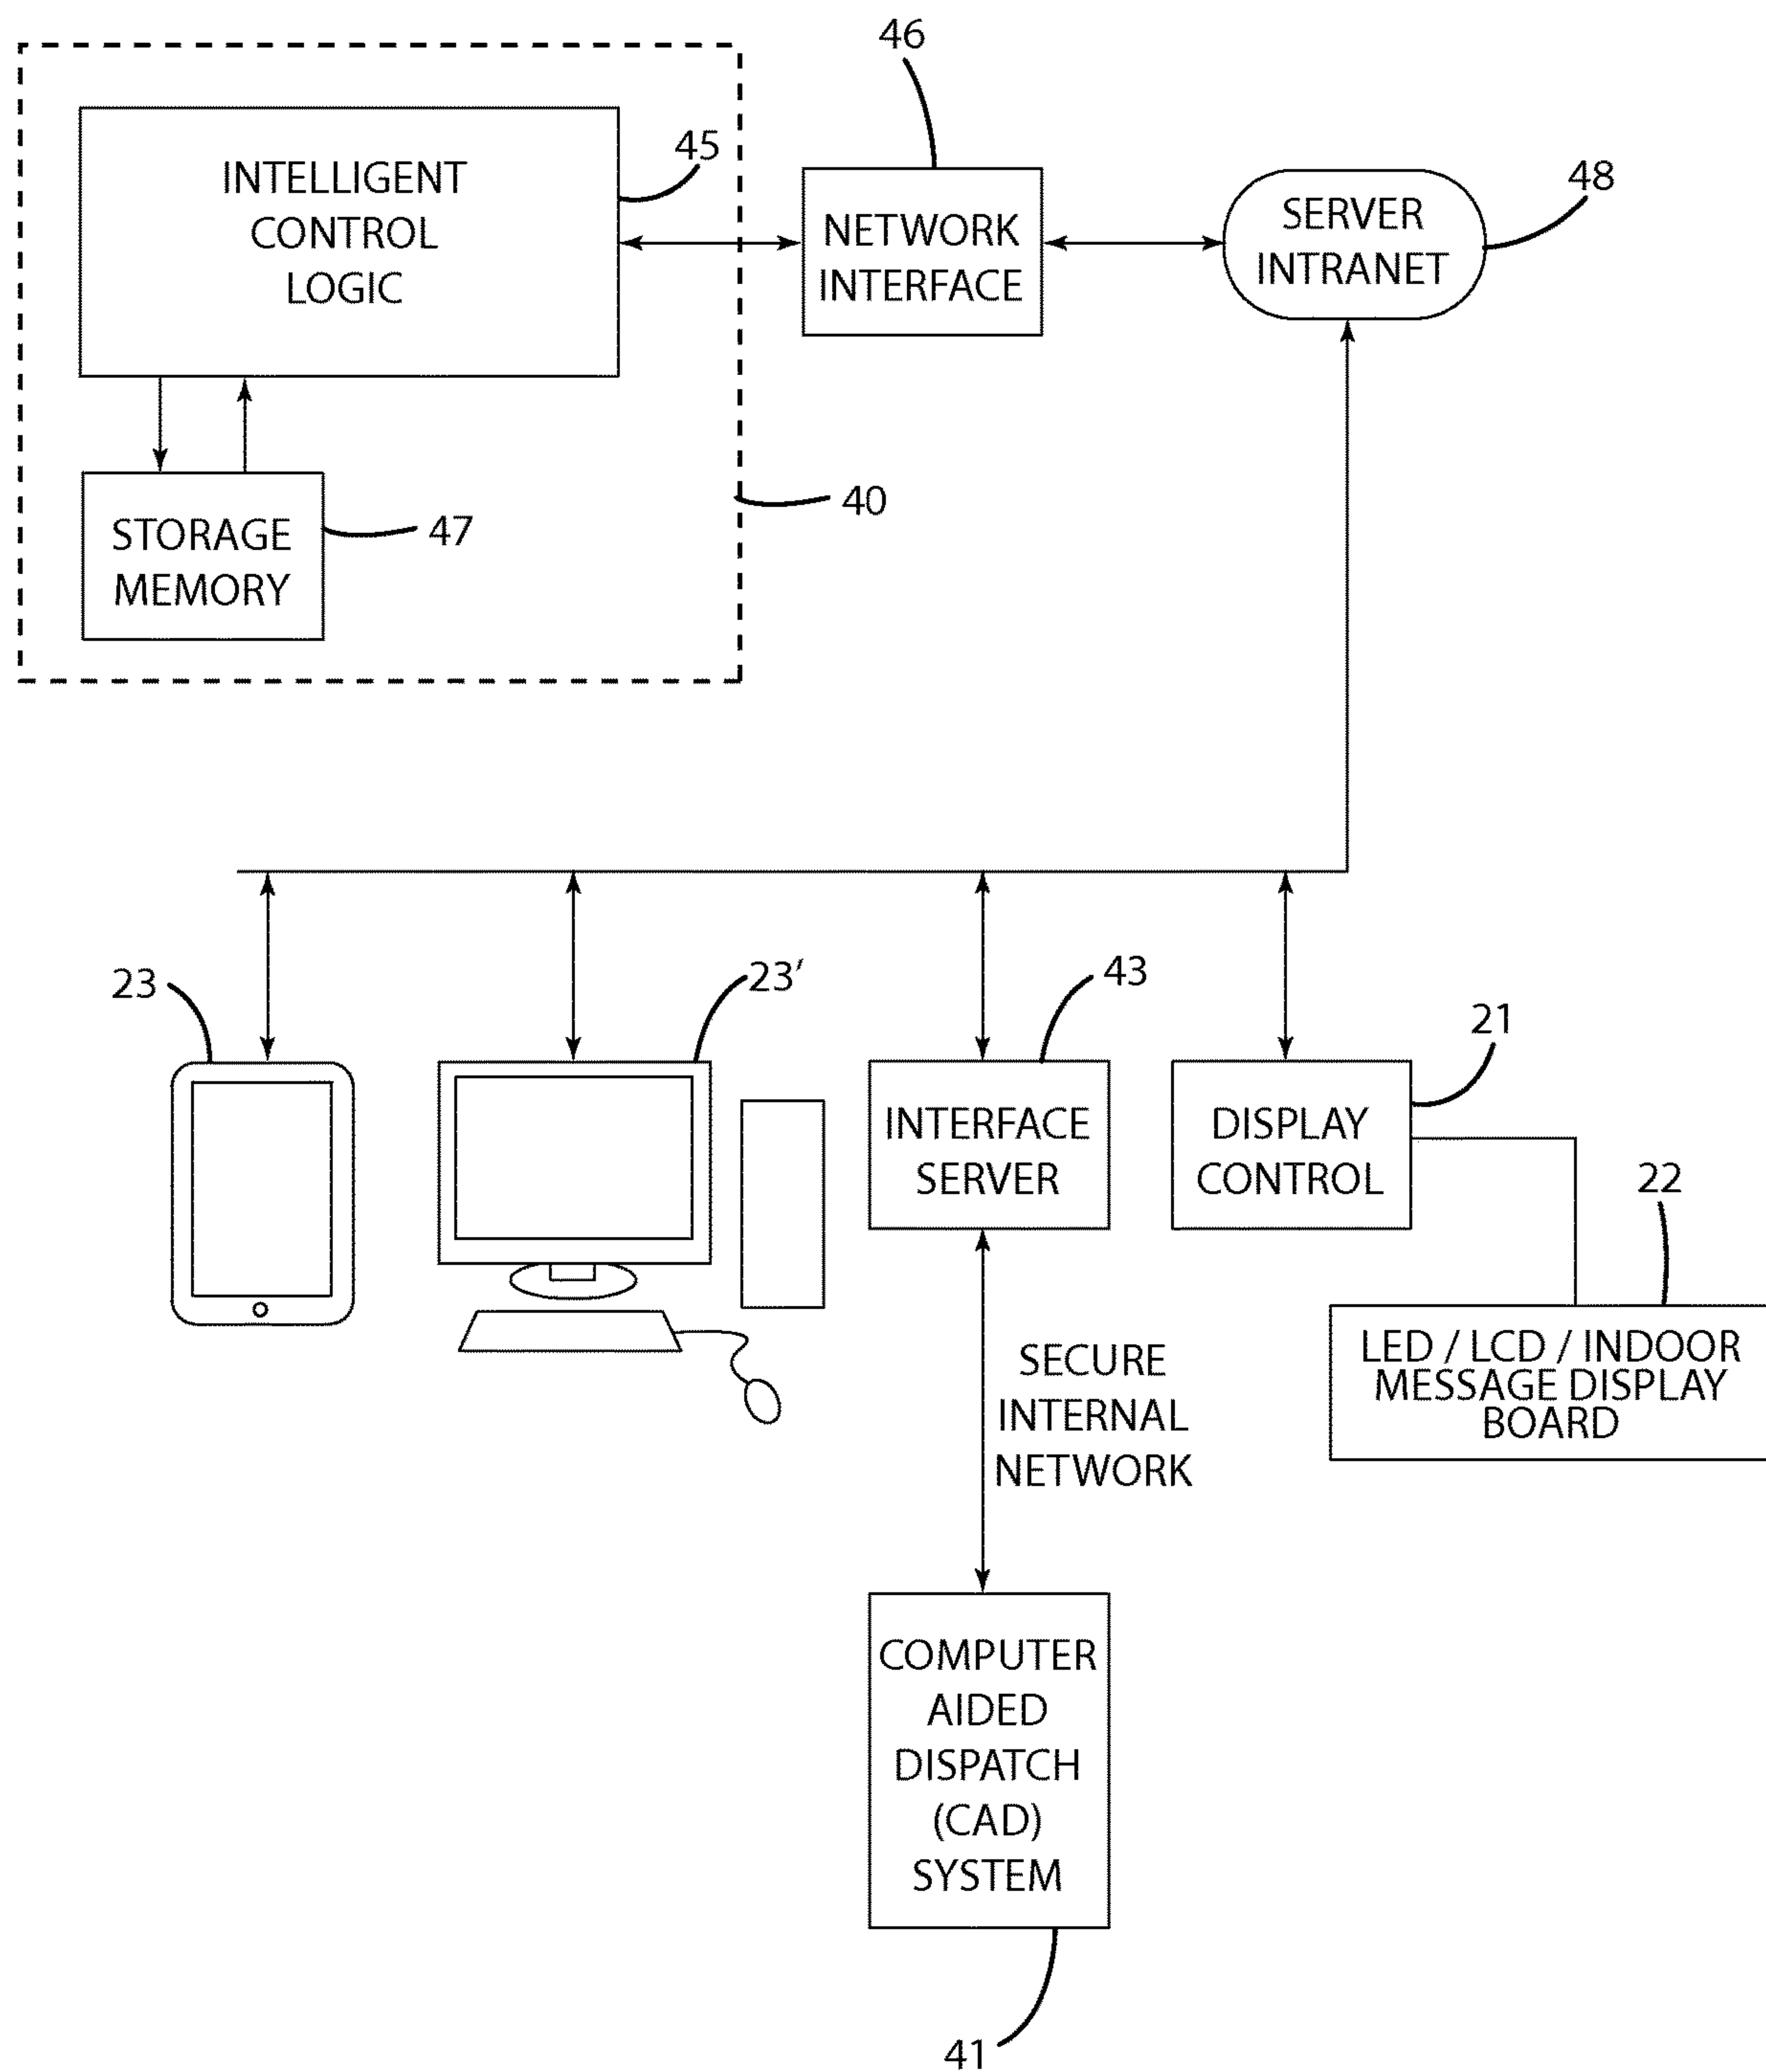 46
45
INTELLIGENT
CONTROL
LOGIC
NETWORK
INTERFACE
SERVER
INTRANET
48
40
STORAGE
MEMORY
47
23
23′
43
21
INTERFACE
SERVER
DISPLAY
CONTROL
22
LED / LCD / INDOOR
MESSAGE DISPLAY
BOARD
SECURE
INTERNAL
NETWORK
COMPUTER
AIDED
DISPATCH
(CAD)
SYSTEM
41